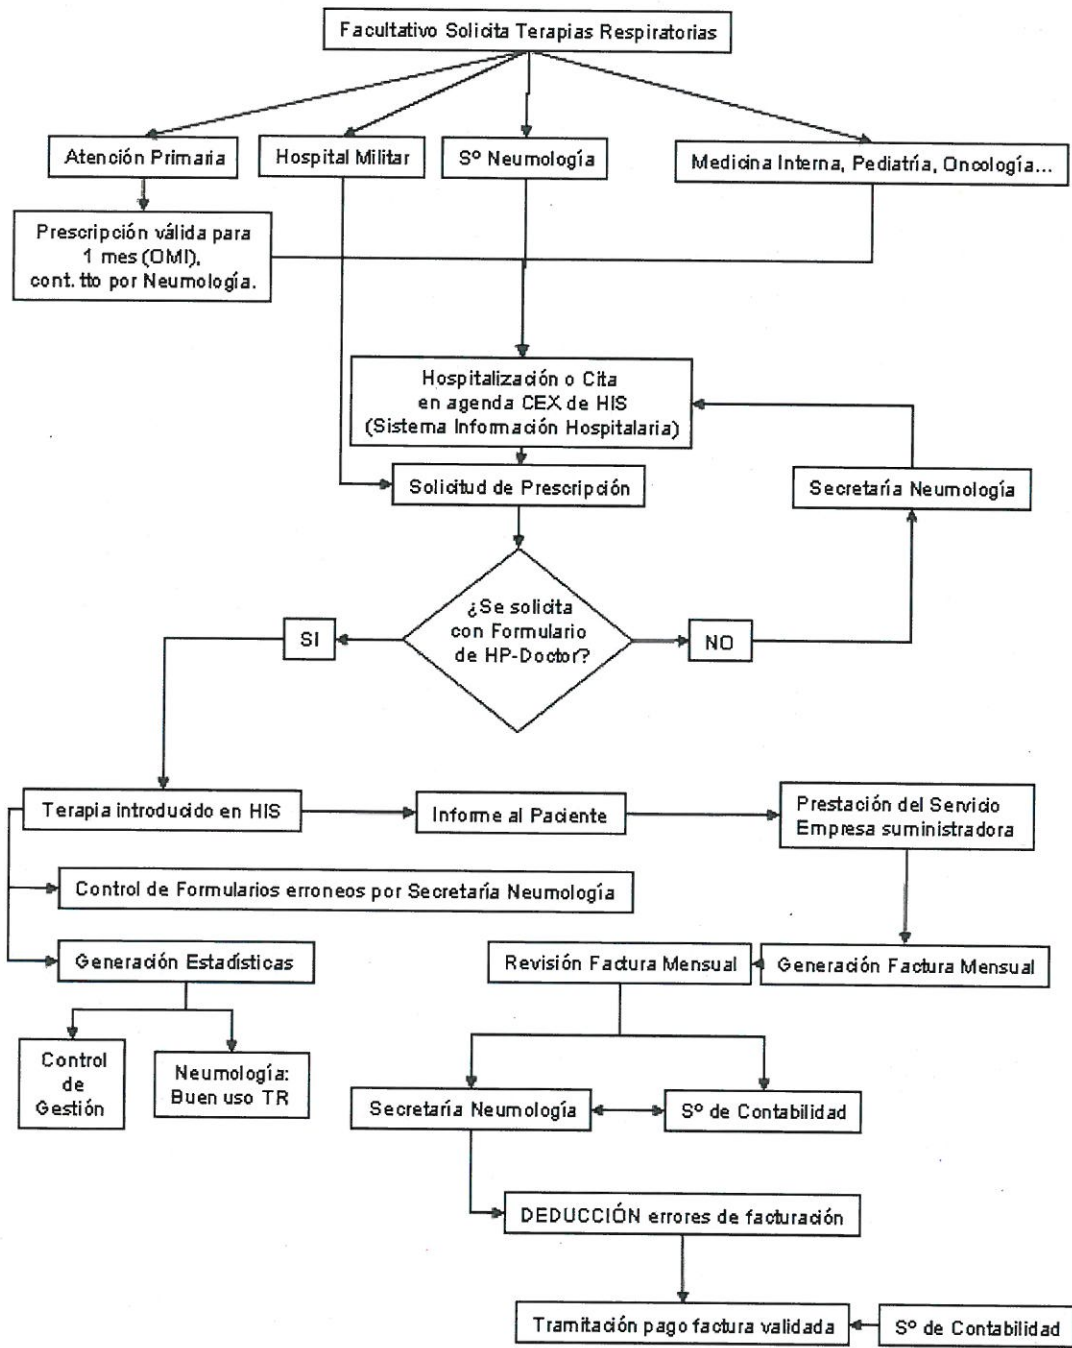 Facultativo Solicita Terapias Respiratorias
Atención Primaria
Hospital Militar
Sº Neumología
Medicina Interna, Pediatría, Oncología...
Prescripción válida para
1 mes (OMI),
cont. tto por Neumología.
Hospitalización o Cita
en agenda CEX de HIS
(Sistema Información Hospitalaria)
Solicitud de Prescripción
Secretaría Neumología
¿Se solicita
con Formulario
de HP-Doctor?
SI
NO
Terapia introducido en HIS
Informe al Paciente
Prestación del Servicio
Empresa suministradora
Control de Formularios erroneos por Secretaría Neumología
Generación Estadísticas
Revisión Factura Mensual
Generación Factura Mensual
Control
de
Gestión
Neumología:
Buen uso TR
Secretaría Neumología
Sº de Contabilidad
DEDUCCIÓN errores de facturación
Tramitación pago factura validada
Sº de Contabilidad